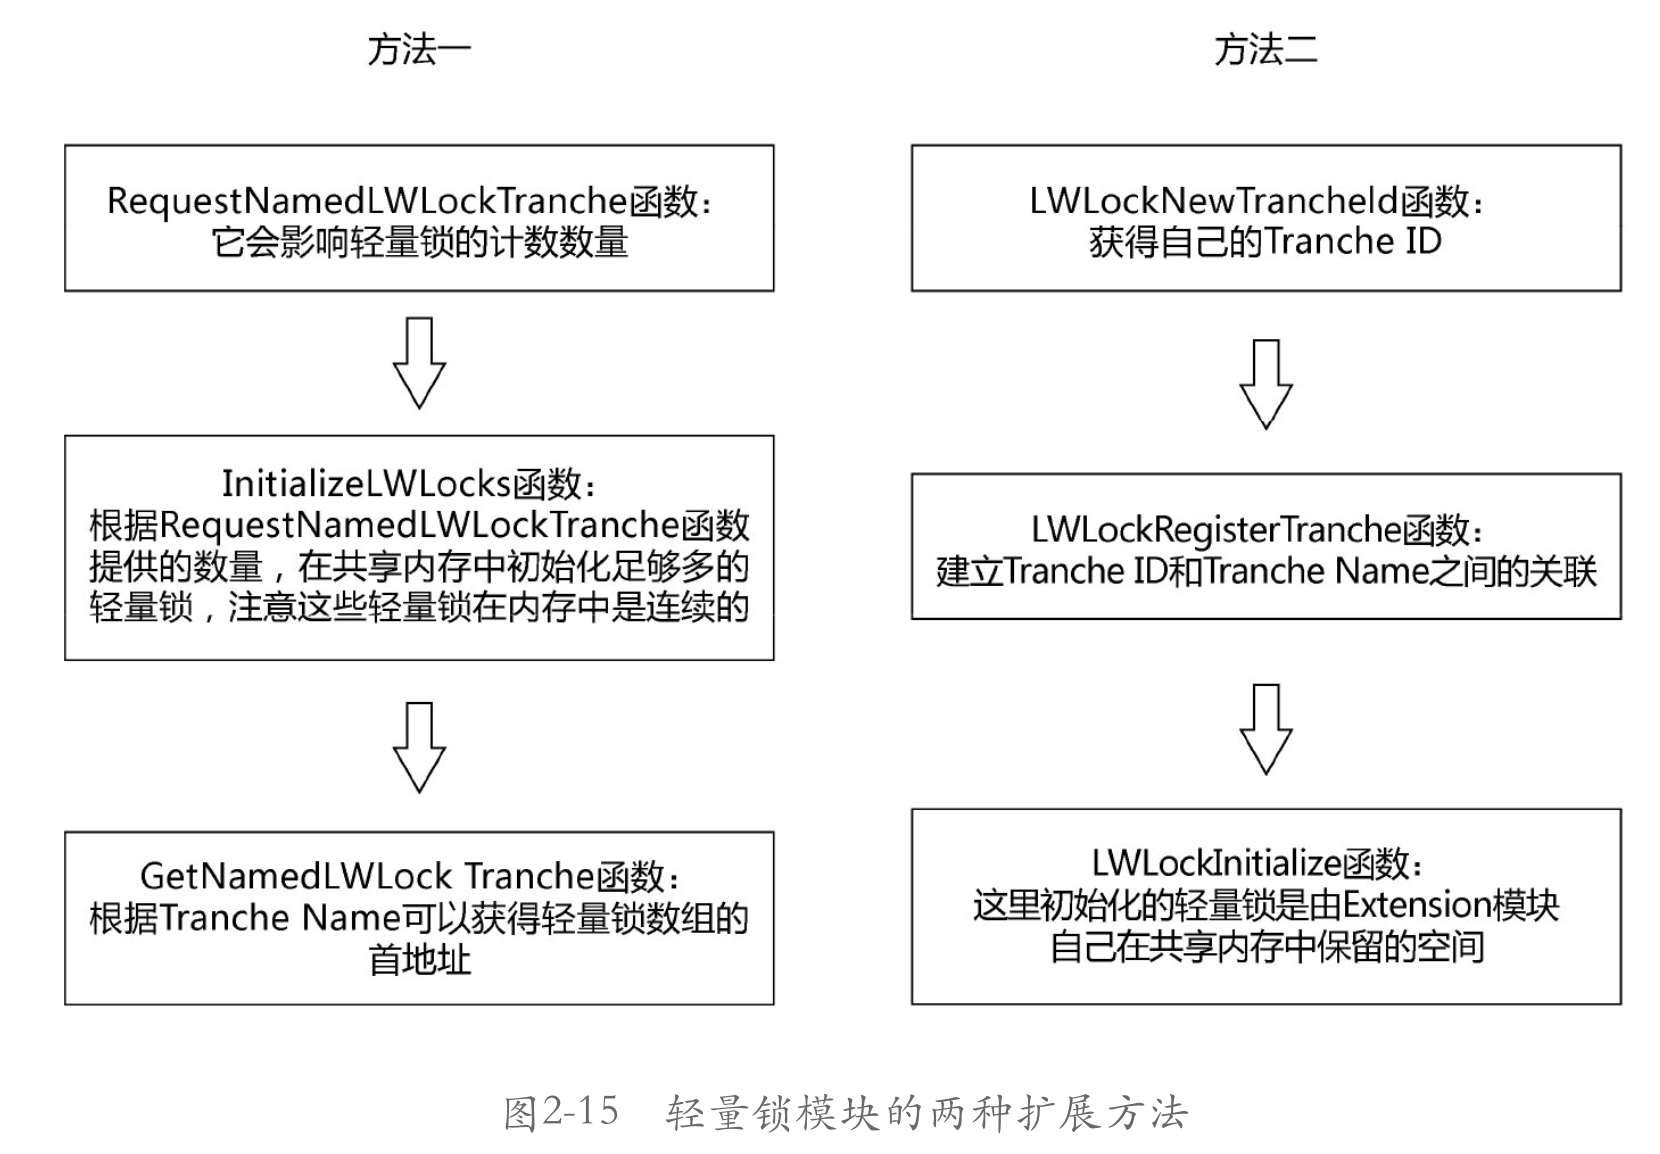 方法一
RequestNamedLWLockTranche函数：
它会影响轻量锁的计数数量
InitializeLWLocks函数：
根据RequestNamedLWLockTranche函数
提供的数量，在共享内存中初始化足够多的
轻量锁，注意这些轻量锁在内存中是连续的
GetNamedLWLock Tranche函数：
根据Tranche Name可以获得轻量锁数组的
首地址
方法二
LWLockNewTrancheId函数：
获得自己的Tranche ID
LWLockRegisterTranche函数：
建立Tranche ID和Tranche Name之间的关联
LWLockInitialize函数：
这里初始化的轻量锁是由Extension模块
自己在共享内存中保留的空间
图2-15 轻量锁模块的两种扩展方法